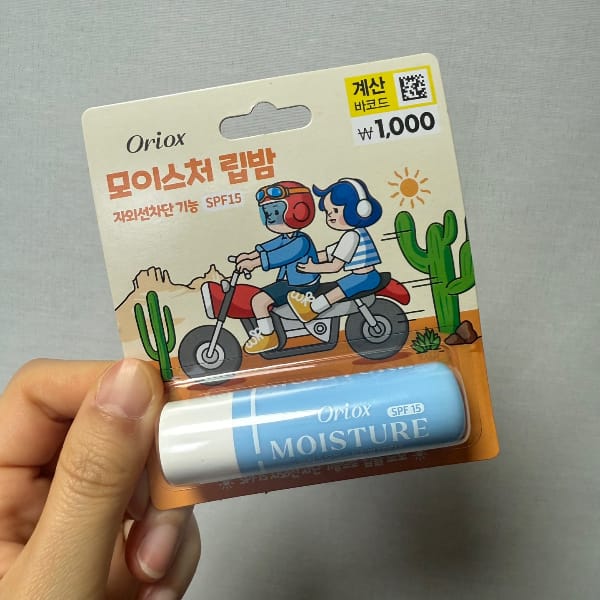 계산
바코드
₩1,000
Oriox
모이스처 립밤
자외선차단 기능 SPF15
Oriox SPF 15
MOISTURE